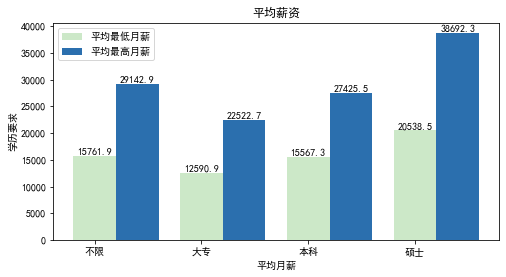 平均薪资
平均最低月薪
平均最高月薪
40000
35000
30000
25000
20000
15000
10000
5000
0
学历要求
15761.9
29142.9
12590.9
22522.7
15567.3
27425.5
20538.5
38692.3
不限
大专
本科
硕士
平均月薪